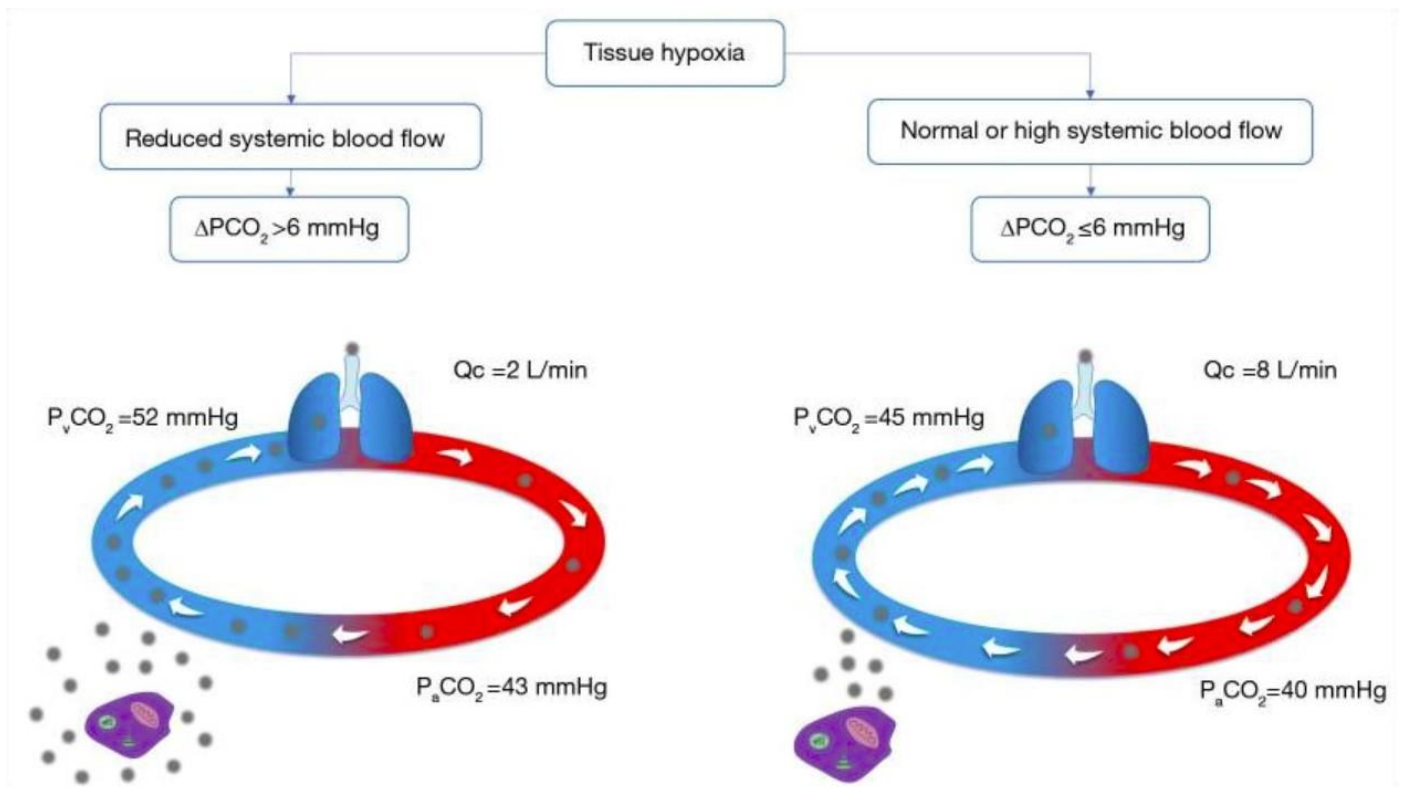 Tissue hypoxia
Reduced systemic blood flow
Normal or high systemic blood flow
ΔPCO₂ >6 mmHg
ΔPCO₂ ≤6 mmHg
Qc =2 L/min
PᵥCO₂ =52 mmHg
PₐCO₂ =43 mmHg
Qc =8 L/min
PᵥCO₂ =45 mmHg
PₐCO₂=40 mmHg